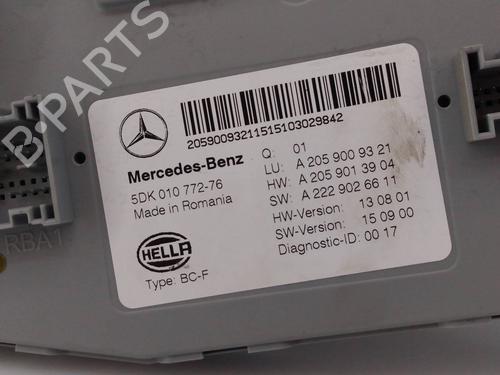 B-PARTS
20590093211515103029842
Mercedes-Benz
5DK 010 772-76
Made in Romania
HELLA
Type: BC-F
Q: 01
LU: A 205 900 93 21
HW: A 205 901 39 04
SW: A 222 902 66 11
HW-Version: 13 08 01
SW-Version: 15 09 00
Diagnostic-ID: 00 17
RBA1